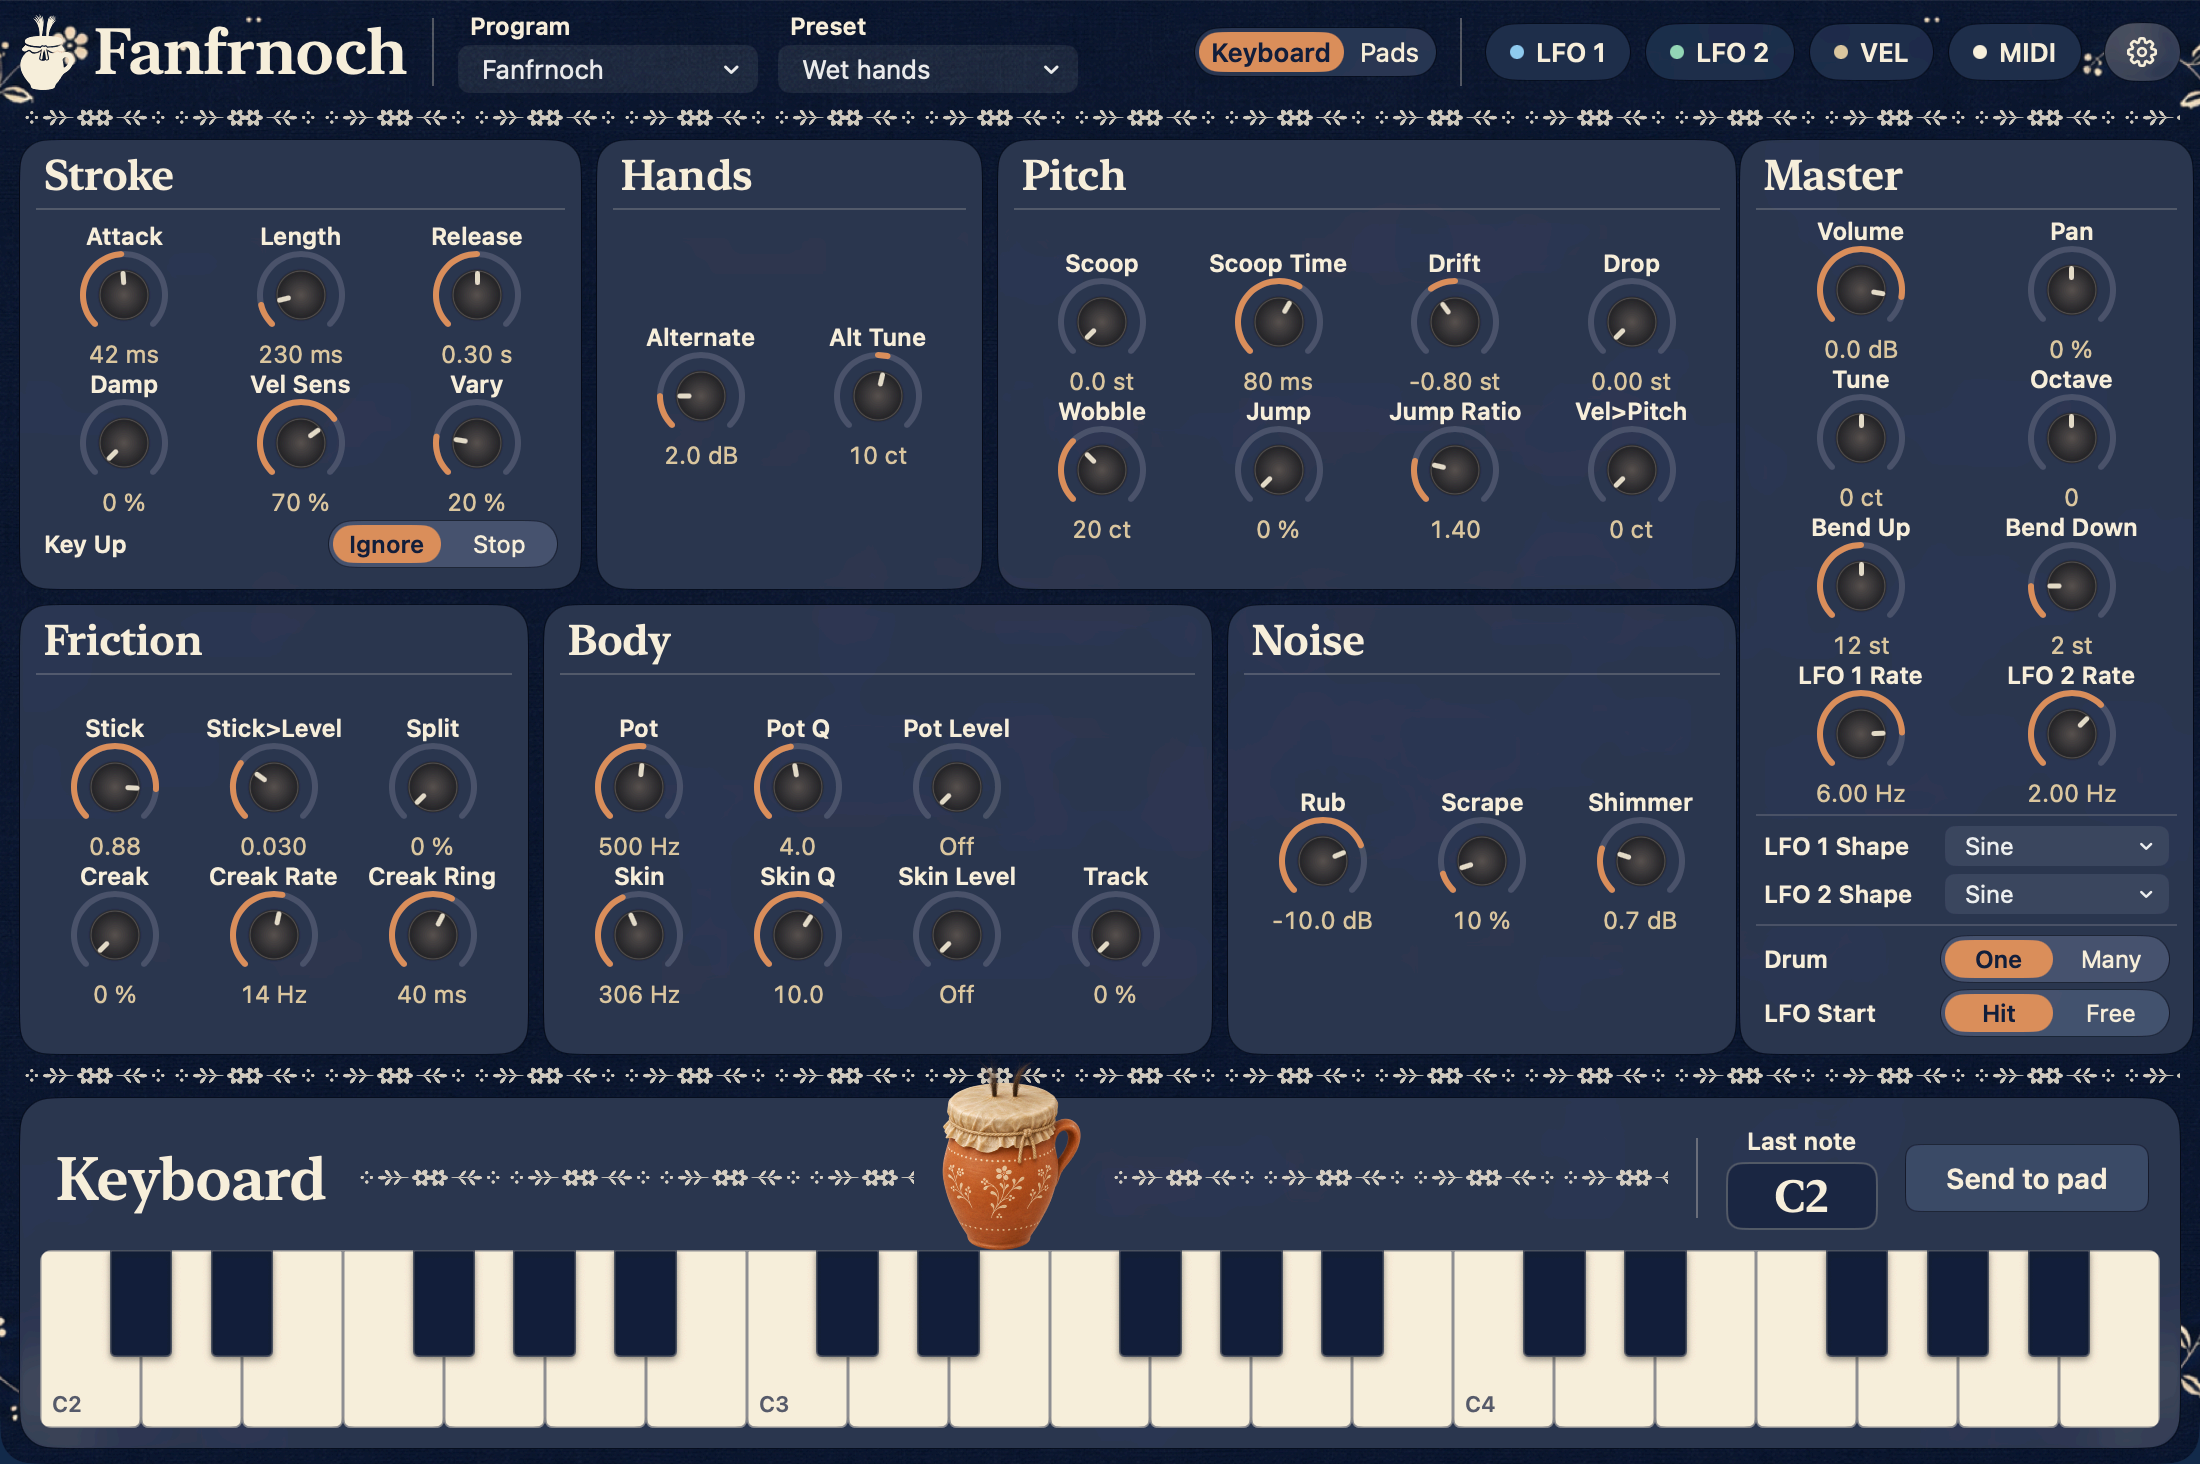 Fanfrnoch
Program
Fanfrnoch
Preset
Wet hands
Keyboard Pads
LFO 1
LFO 2
VEL
MIDI
Stroke
Attack Length Release
42 ms 230 ms 0.30 s
Damp Vel Sens Vary
0 % 70 % 20 %
Key Up Ignore Stop
Hands
Alternate Alt Tune
2.0 dB 10 ct
Pitch
Scoop Scoop Time Drift Drop
0.0 st 80 ms -0.80 st 0.00 st
Wobble Jump Jump Ratio Vel>Pitch
20 ct 0 % 1.40 0 ct
Master
Volume Pan
0.0 dB 0 %
Tune Octave
0 ct 0
Bend Up Bend Down
12 st 2 st
LFO 1 Rate LFO 2 Rate
6.00 Hz 2.00 Hz
LFO 1 Shape Sine
LFO 2 Shape Sine
Drum One Many
LFO Start Hit Free
Friction
Stick Stick>Level Split
0.88 0.030 0 %
Creak Creak Rate Creak Ring
0 % 14 Hz 40 ms
Body
Pot Pot Q Pot Level
500 Hz 4.0 Off
Skin Skin Q Skin Level Track
306 Hz 10.0 Off 0 %
Noise
Rub Scrape Shimmer
-10.0 dB 10 % 0.7 dB
Keyboard
Last note
C2
Send to pad
C2 C3 C4